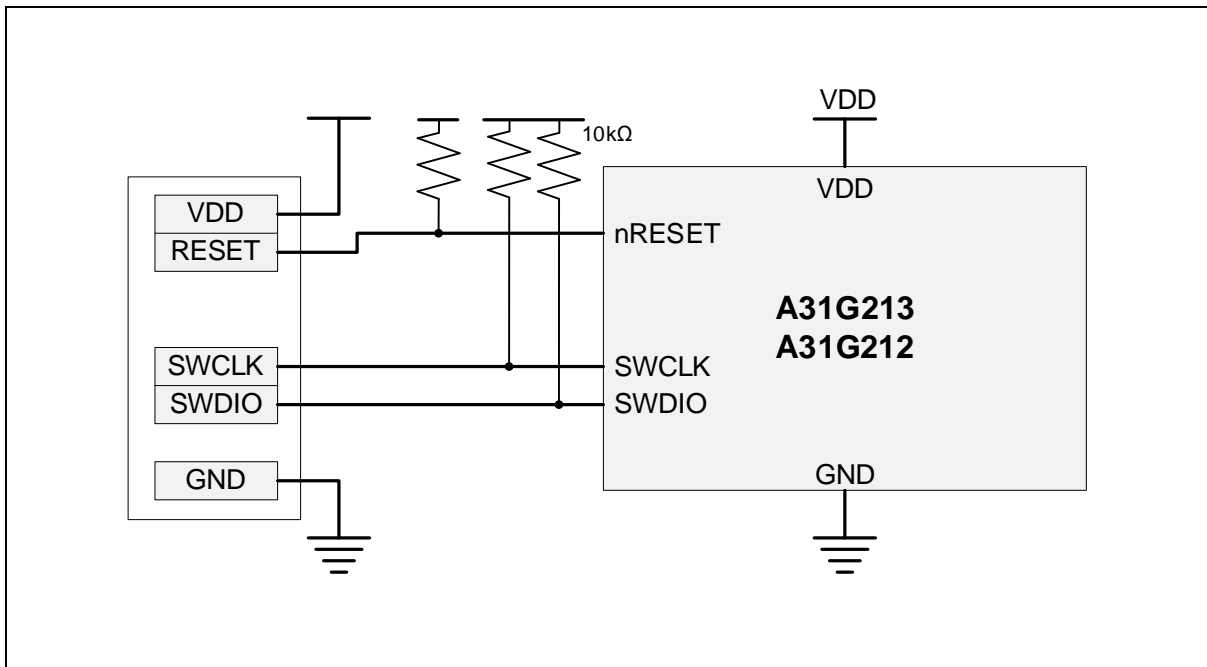 VDD
10kΩ
VDD
RESET
SWCLK
SWDIO
GND
VDD
nRESET
A31G213
A31G212
SWCLK
SWDIO
GND